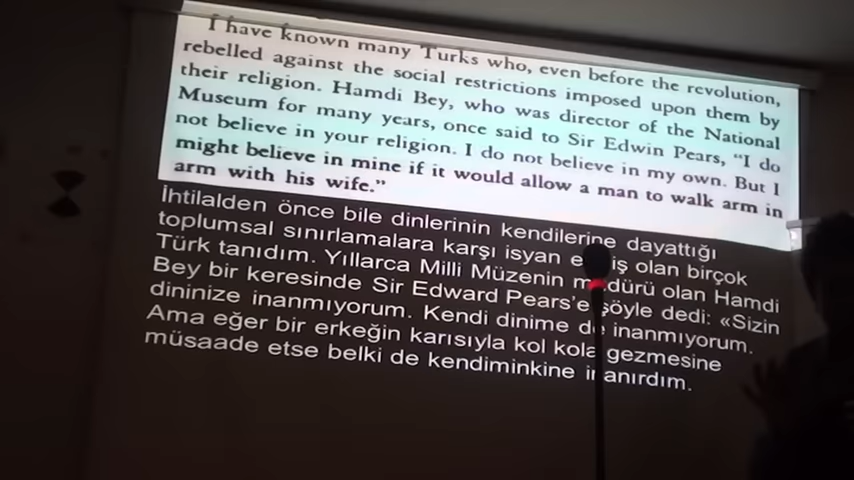 I have known many Turks who, even before the revolution,
rebelled against the social restrictions imposed upon them by
their religion. Hamdi Bey, who was director of the National
Museum for many years, once said to Sir Edwin Pears, “I do
not believe in your religion. I do not believe in my own. But I
might believe in mine if it would allow a man to walk arm in
arm with his wife.”
İhtilalden önce bile dinlerinin kendilerine dayattığı
toplumsal sınırlamalara karşı isyan olan birçok
Türk tanıdım. Yıllarca Milli Müzenin olan Hamdi
Bey bir keresinde Sir Edward Pears’e şöyle dedi: «Sizin
dininize inanmıyorum. Kendi dinime de inanmıyorum.
Ama eğer bir erkeğin karısıyla kol kola gezmesine
müsaade etse belki de kendiminkine inanırdım.